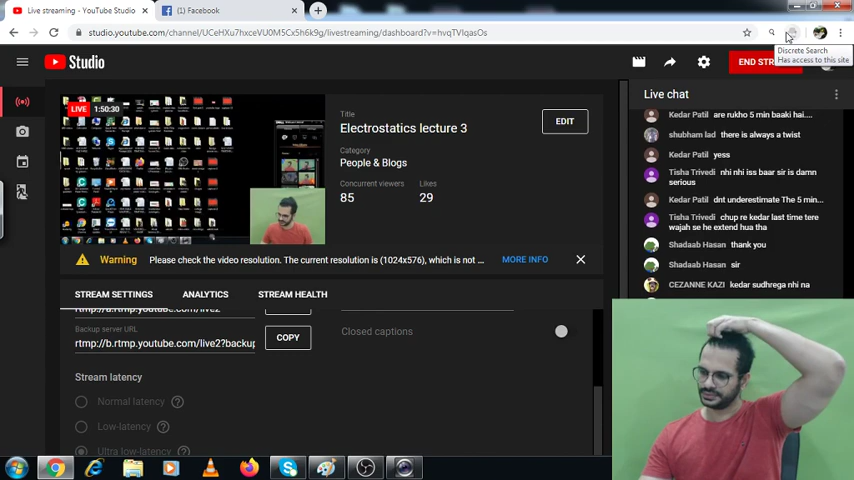 Live streaming - YouTube Studio
(1) Facebook
studio.youtube.com/channel/UCeHXu7hxceVU0M5Cx5h6k9g/livestreaming/dashboard?v=hvqTVlqasOs
Discrete Search
Has access to this site
Studio
END STREAM
LIVE 1:50:30
Title
Electrostatics lecture 3
EDIT
Category
People & Blogs
Concurrent viewers
Likes
85
29
Warning Please check the video resolution. The current resolution is (1024x576), which is not ...
MORE INFO
STREAM SETTINGS
ANALYTICS
STREAM HEALTH
rtmp://a.rtmp.youtube.com/live2
Backup server URL
rtmp://b.rtmp.youtube.com/live2?backup
COPY
Closed captions
Stream latency
Normal latency
Low-latency
Ultra low-latency
Live chat
Kedar Patil are rukho 5 min baaki hai....
shubham lad there is always a twist
Kedar Patil yess
Tisha Trivedi nhi nhi iss baar sir is damn
serious
Kedar Patil dnt underestimate The 5 min...
Tisha Trivedi chup re kedar last time tere
wajah se he extend hua tha
Shadaab Hasan thank you
Shadaab Hasan sir
CEZANNE KAZI kedar sudhrega nhi na